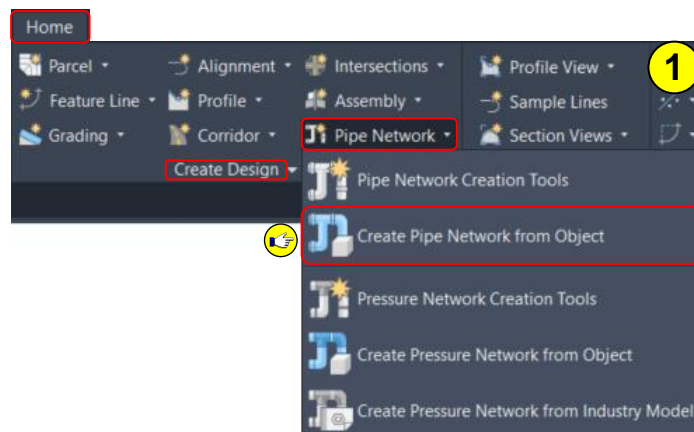 Home
Parcel Alignment Intersections Profile View 1
Feature Line Profile Assembly Sample Lines
Grading Corridor Pipe Network Section Views
Create Design
Pipe Network Creation Tools
Create Pipe Network from Object
Pressure Network Creation Tools
Create Pressure Network from Object
Create Pressure Network from Industry Model